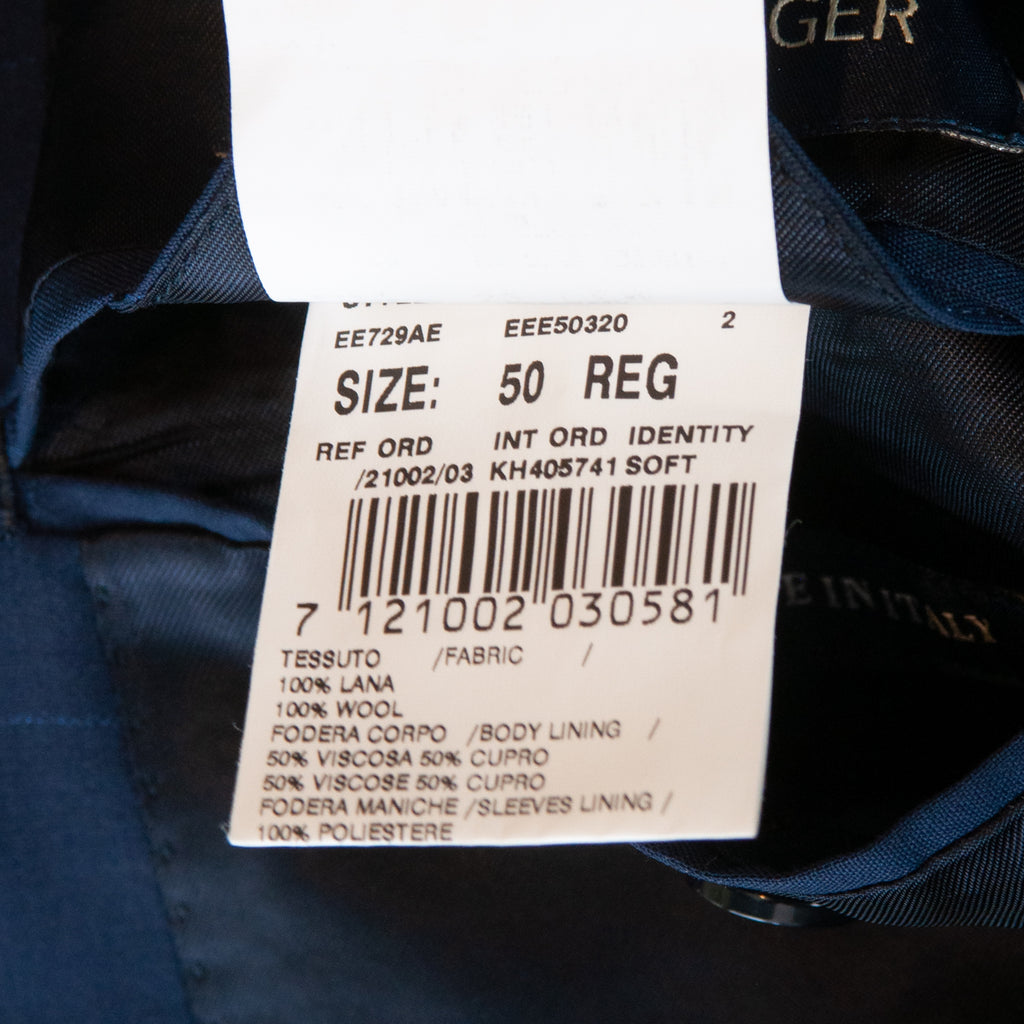 GER
EE729AE EEE50320 2
SIZE: 50 REG
REF ORD INT ORD IDENTITY
/21002/03 KH405741 SOFT
7 121002 030581
TESSUTO /FABRIC /
100% LANA
100% WOOL
FODERA CORPO /BODY LINING /
50% VISCOSA 50% CUPRO
50% VISCOSE 50% CUPRO
FODERA MANICHE /SLEEVES LINING /
100% POLIESTERE
E IN ITALY